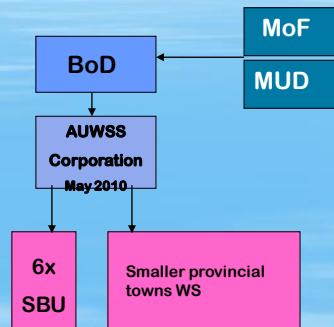 MoF
BoD
MUD
AUWSS
Corporation
May 2010
6x
SBU
Smaller provincial
towns WS